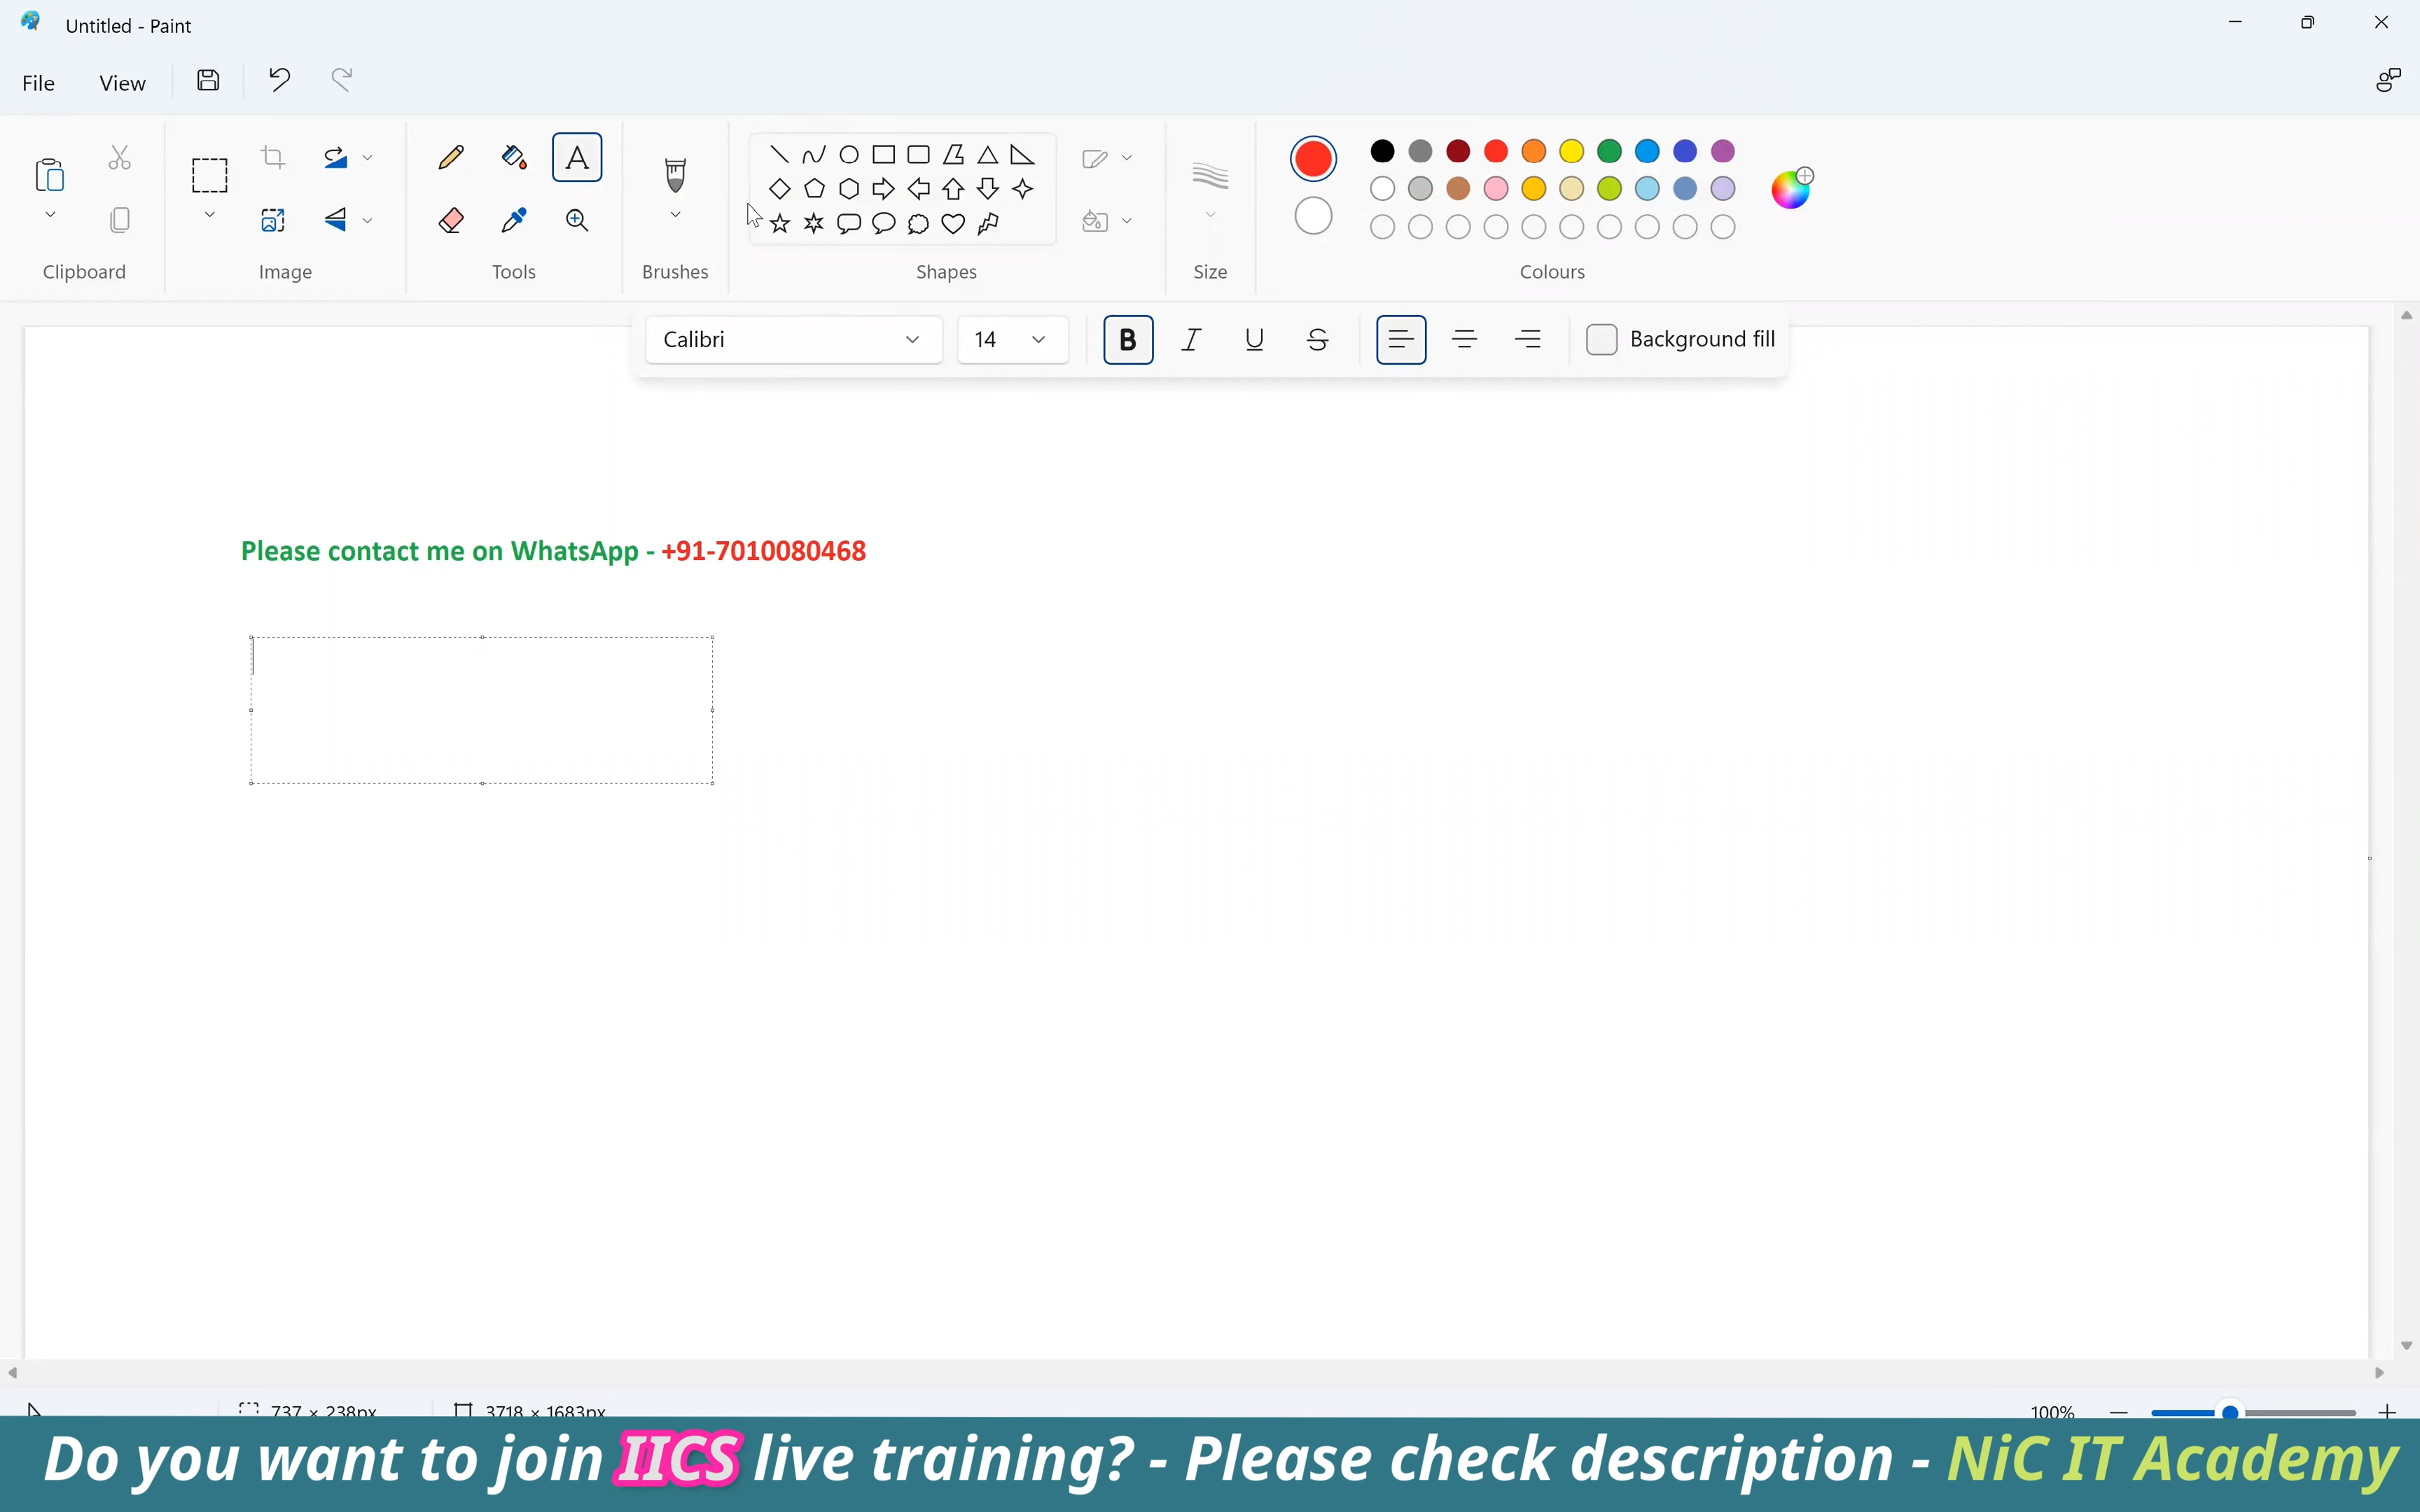 Untitled - Paint
File View
Clipboard Image Tools Brushes Shapes Size Colours
Calibri 14 B I U S Background fill
Please contact me on WhatsApp - +91-7010080468
737 × 238px 3718 × 1683px 100%
Do you want to join IICS live training? - Please check description - NiC IT Academy